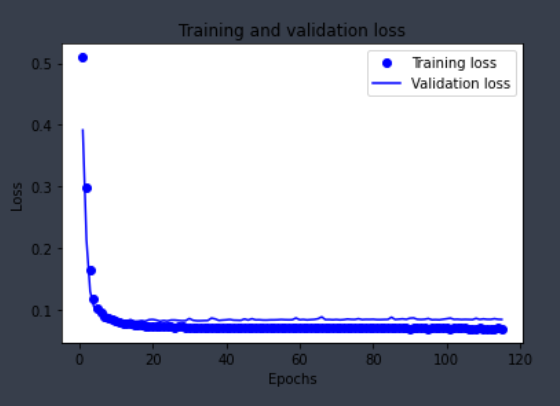 Training and validation loss
Training loss
Validation loss
0.5
0.4
0.3
0.2
0.1
Loss
0 20 40 60 80 100 120
Epochs